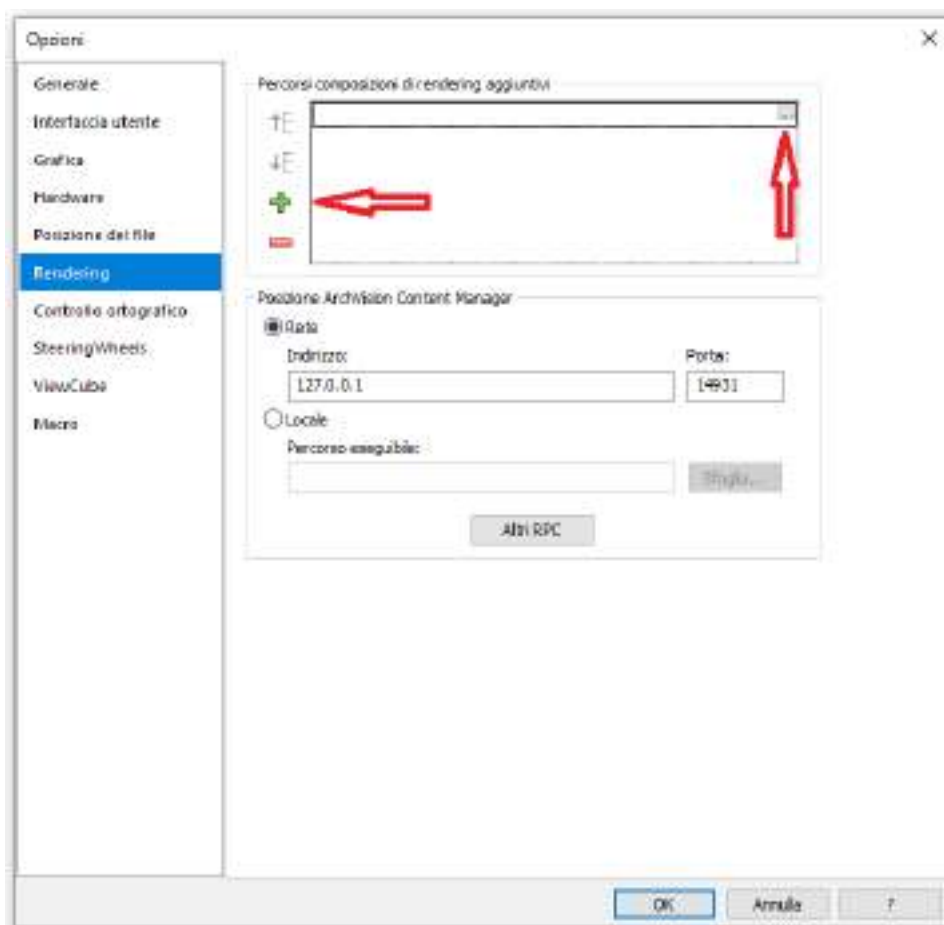 Opzioni
Generale
Interfaccia utente
Grafica
Hardware
Posizione dei file
Rendering
Controllo ortografico
SteeringWheels
ViewCube
Macro
Percorsi composizioni di rendering aggiuntivi
...
Posizione ArchVision Content Manager
Rete
Indirizzo:
Porta:
127.0.0.1
14931
Locale
Percorso eseguibile:
Sfoglia...
Altri RPC
OK
Annulla
?